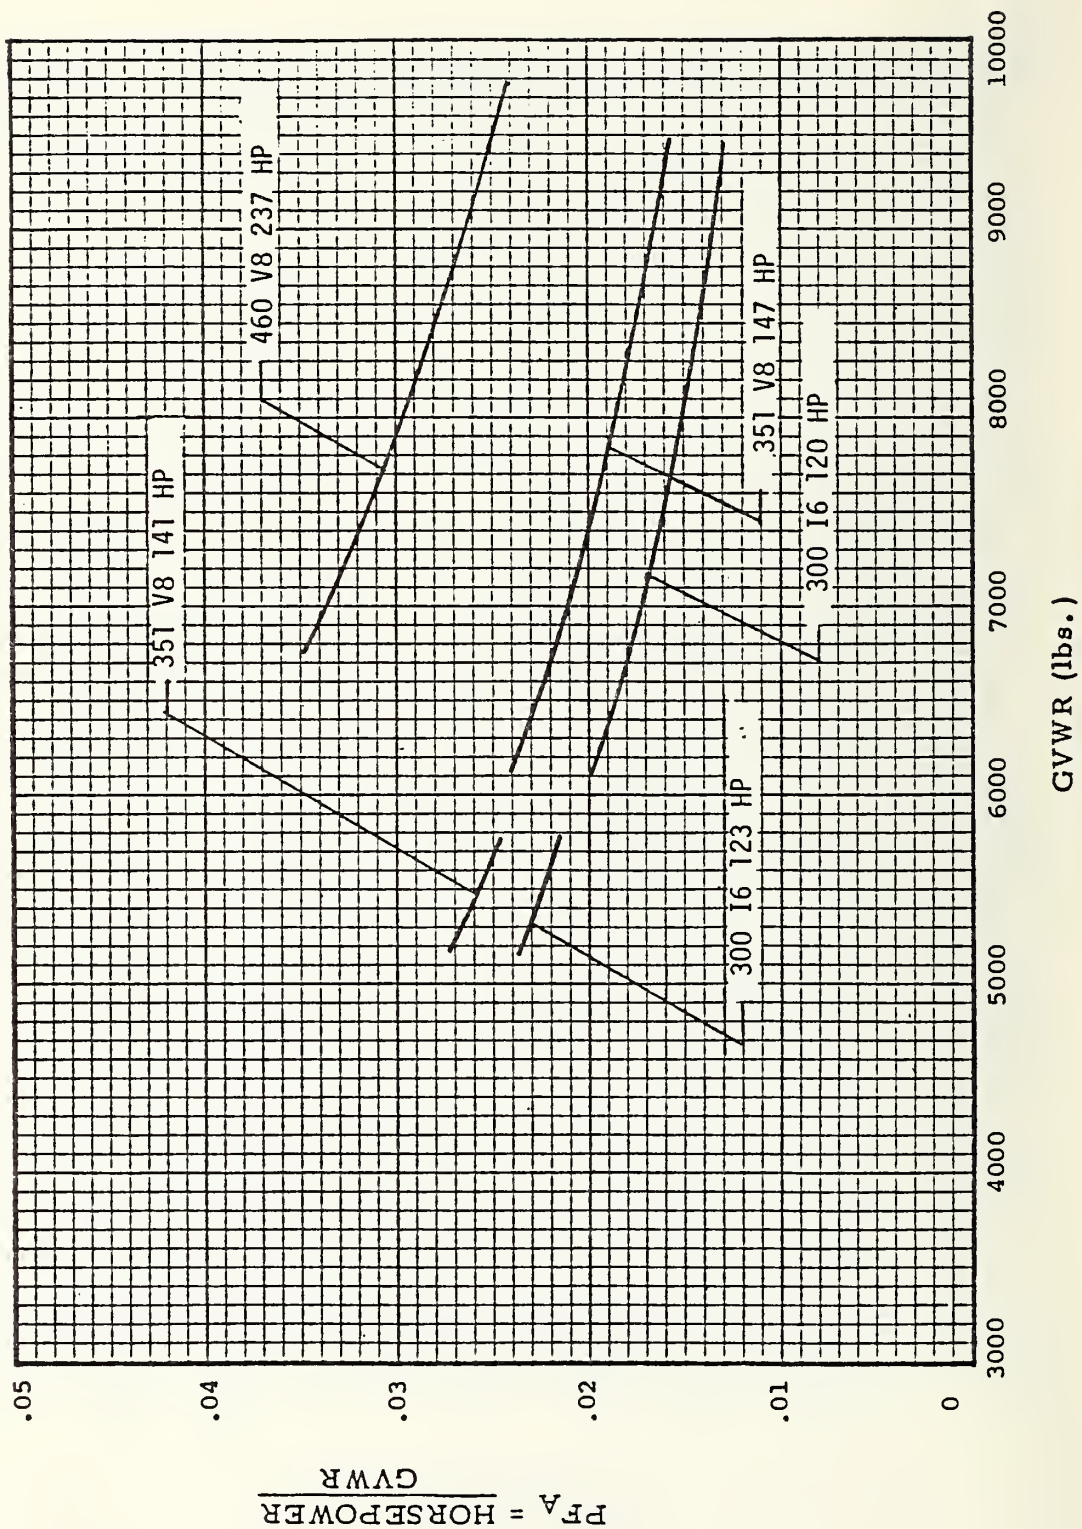 PF A = HORSEPOWER
GVWR
.05
.04
.03
.02
.01
0
351 V8 141 HP
460 V8 237 HP
351 V8 147 HP
300 I6 120 HP
300 I6 123 HP
3000
4000
5000
6000
7000
8000
9000
10000
GVWR (lbs.)